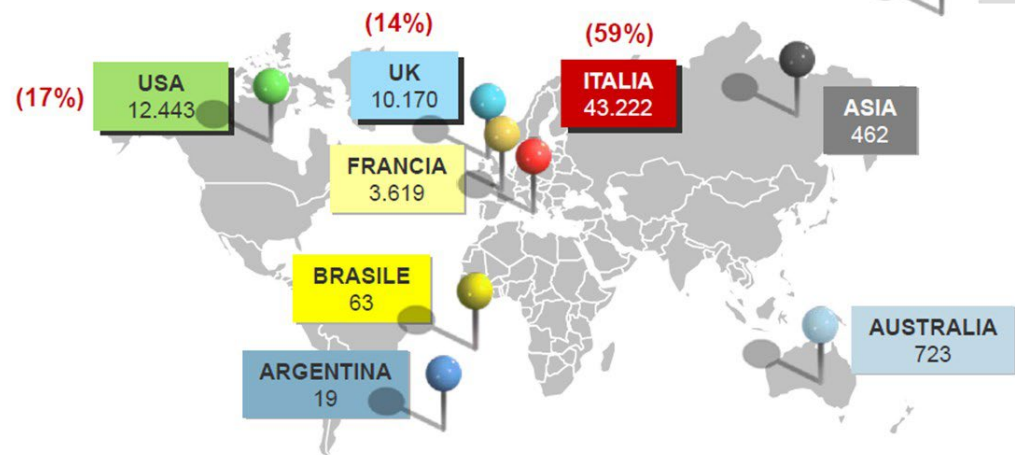 (14%)
(59%)
(17%)
USA
12.443
UK
10.170
ITALIA
43.222
ASIA
462
FRANCIA
3.619
BRASILE
63
AUSTRALIA
723
ARGENTINA
19